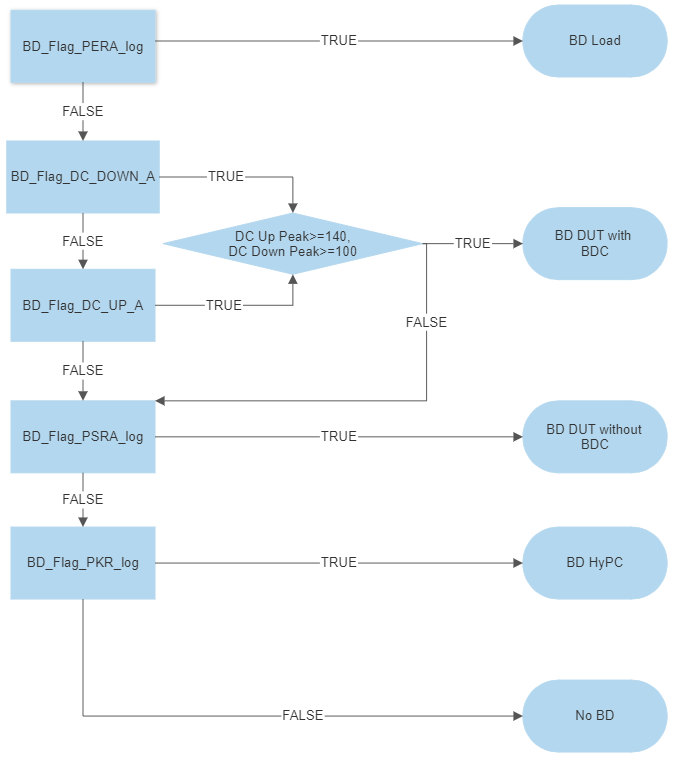 BD_Flag_PERA_log
TRUE
BD Load
FALSE
BD_Flag_DC_DOWN_A
TRUE
FALSE
DC Up Peak>=140,
DC Down Peak>=100
TRUE
BD DUT with
BDC
BD_Flag_DC_UP_A
TRUE
FALSE
FALSE
BD_Flag_PSRA_log
TRUE
BD DUT without
BDC
FALSE
BD_Flag_PKR_log
TRUE
BD HyPC
FALSE
No BD